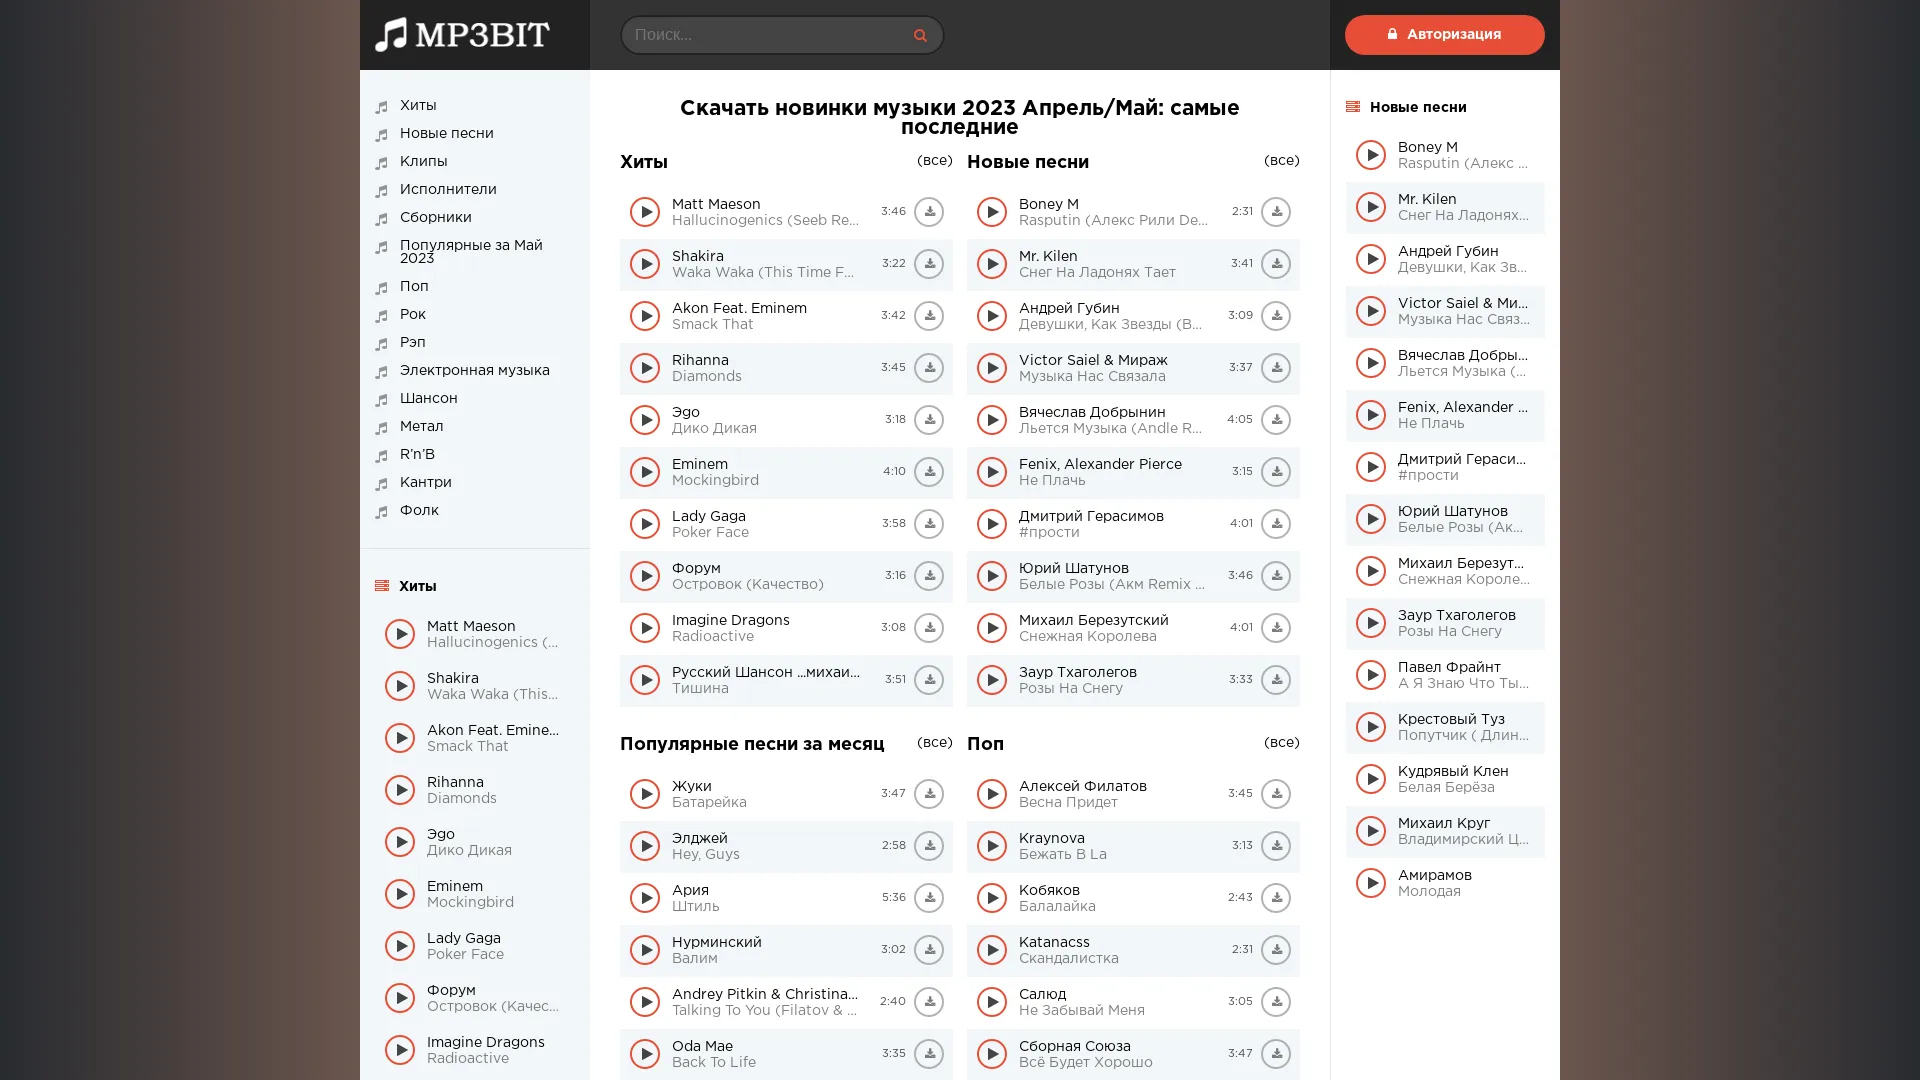 MP3BIT
Поиск...
Авторизация
Хиты
Новые песни
Клипы
Исполнители
Сборники
Популярные за Май
2023
Поп
Рок
Рэп
Электронная музыка
Шансон
Метал
R’n’B
Кантри
Фолк
Хиты
Matt Maeson
Hallucinogenics (...
Shakira
Waka Waka (This...
Akon Feat. Emine...
Smack That
Rihanna
Diamonds
Эgo
Дико Дикая
Eminem
Mockingbird
Lady Gaga
Poker Face
Форум
Островок (Качес...
Imagine Dragons
Radioactive
Скачать новинки музыки 2023 Апрель/Май: самые
последние
Хиты (все)
Matt Maeson
Hallucinogenics (Seeb Re...
3:46
Shakira
Waka Waka (This Time F...
3:22
Akon Feat. Eminem
Smack That
3:42
Rihanna
Diamonds
3:45
Эgo
Дико Дикая
3:18
Eminem
Mockingbird
4:10
Lady Gaga
Poker Face
3:58
Форум
Островок (Качество)
3:16
Imagine Dragons
Radioactive
3:08
Русский Шансон ...михаи...
Тишина
3:51
Новые песни (все)
Boney M
Rasputin (Алекс Рили De...
2:31
Mr. Kilen
Снег На Ладонях Тает
3:41
Андрей Губин
Девушки, Как Звезды (B...
3:09
Victor Saiel & Мираж
Музыка Нас Связала
3:37
Вячеслав Добрынин
Льется Музыка (Andle R...
4:05
Fenix, Alexander Pierce
Не Плачь
3:15
Дмитрий Герасимов
#прости
4:01
Юрий Шатунов
Белые Розы (Акм Remix ...
3:46
Михаил Березутский
Снежная Королева
4:01
Заур Тхаголегов
Розы На Снегу
3:33
Популярные песни за месяц (все)
Жуки
Батарейка
3:47
Элджей
Hey, Guys
2:58
Ария
Штиль
5:36
Нурминский
Валим
3:02
Andrey Pitkin & Christina...
Talking To You (Filatov & ...
2:40
Oda Mae
Back To Life
3:35
Поп (все)
Алексей Филатов
Весна Придет
3:45
Kraynova
Бежать В La
3:13
Кобяков
Балалайка
2:43
Katanacss
Скандалистка
2:31
Салюд
Не Забывай Меня
3:05
Сборная Союза
Всё Будет Хорошо
3:47
Новые песни
Boney M
Rasputin (Алекс ...
Mr. Kilen
Снег На Ладонях...
Андрей Губин
Девушки, Как Зв...
Victor Saiel & Ми...
Музыка Нас Связ...
Вячеслав Добры...
Льется Музыка (...
Fenix, Alexander ...
Не Плачь
Дмитрий Гераси...
#прости
Юрий Шатунов
Белые Розы (Ак...
Михаил Березут...
Снежная Короле...
Заур Тхаголегов
Розы На Снегу
Павел Фрайнт
А Я Знаю Что Ты...
Крестовый Туз
Попутчик ( Длин...
Кудрявый Клен
Белая Берёза
Михаил Круг
Владимирский Ц...
Амирамов
Молодая